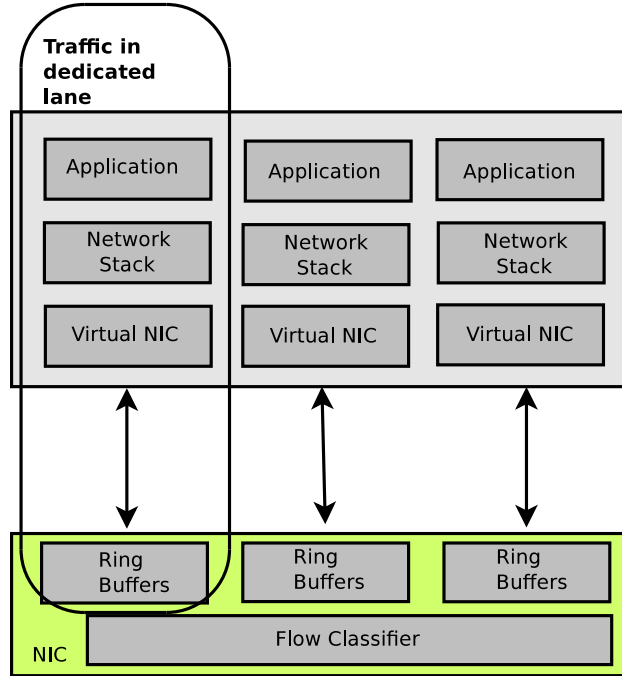 Traffic in
dedicated
lane
Application
Application
Application
Network
Stack
Network
Stack
Network
Stack
Virtual NIC
Virtual NIC
Virtual NIC
Ring
Buffers
Ring
Buffers
Ring
Buffers
Flow Classifier
NIC